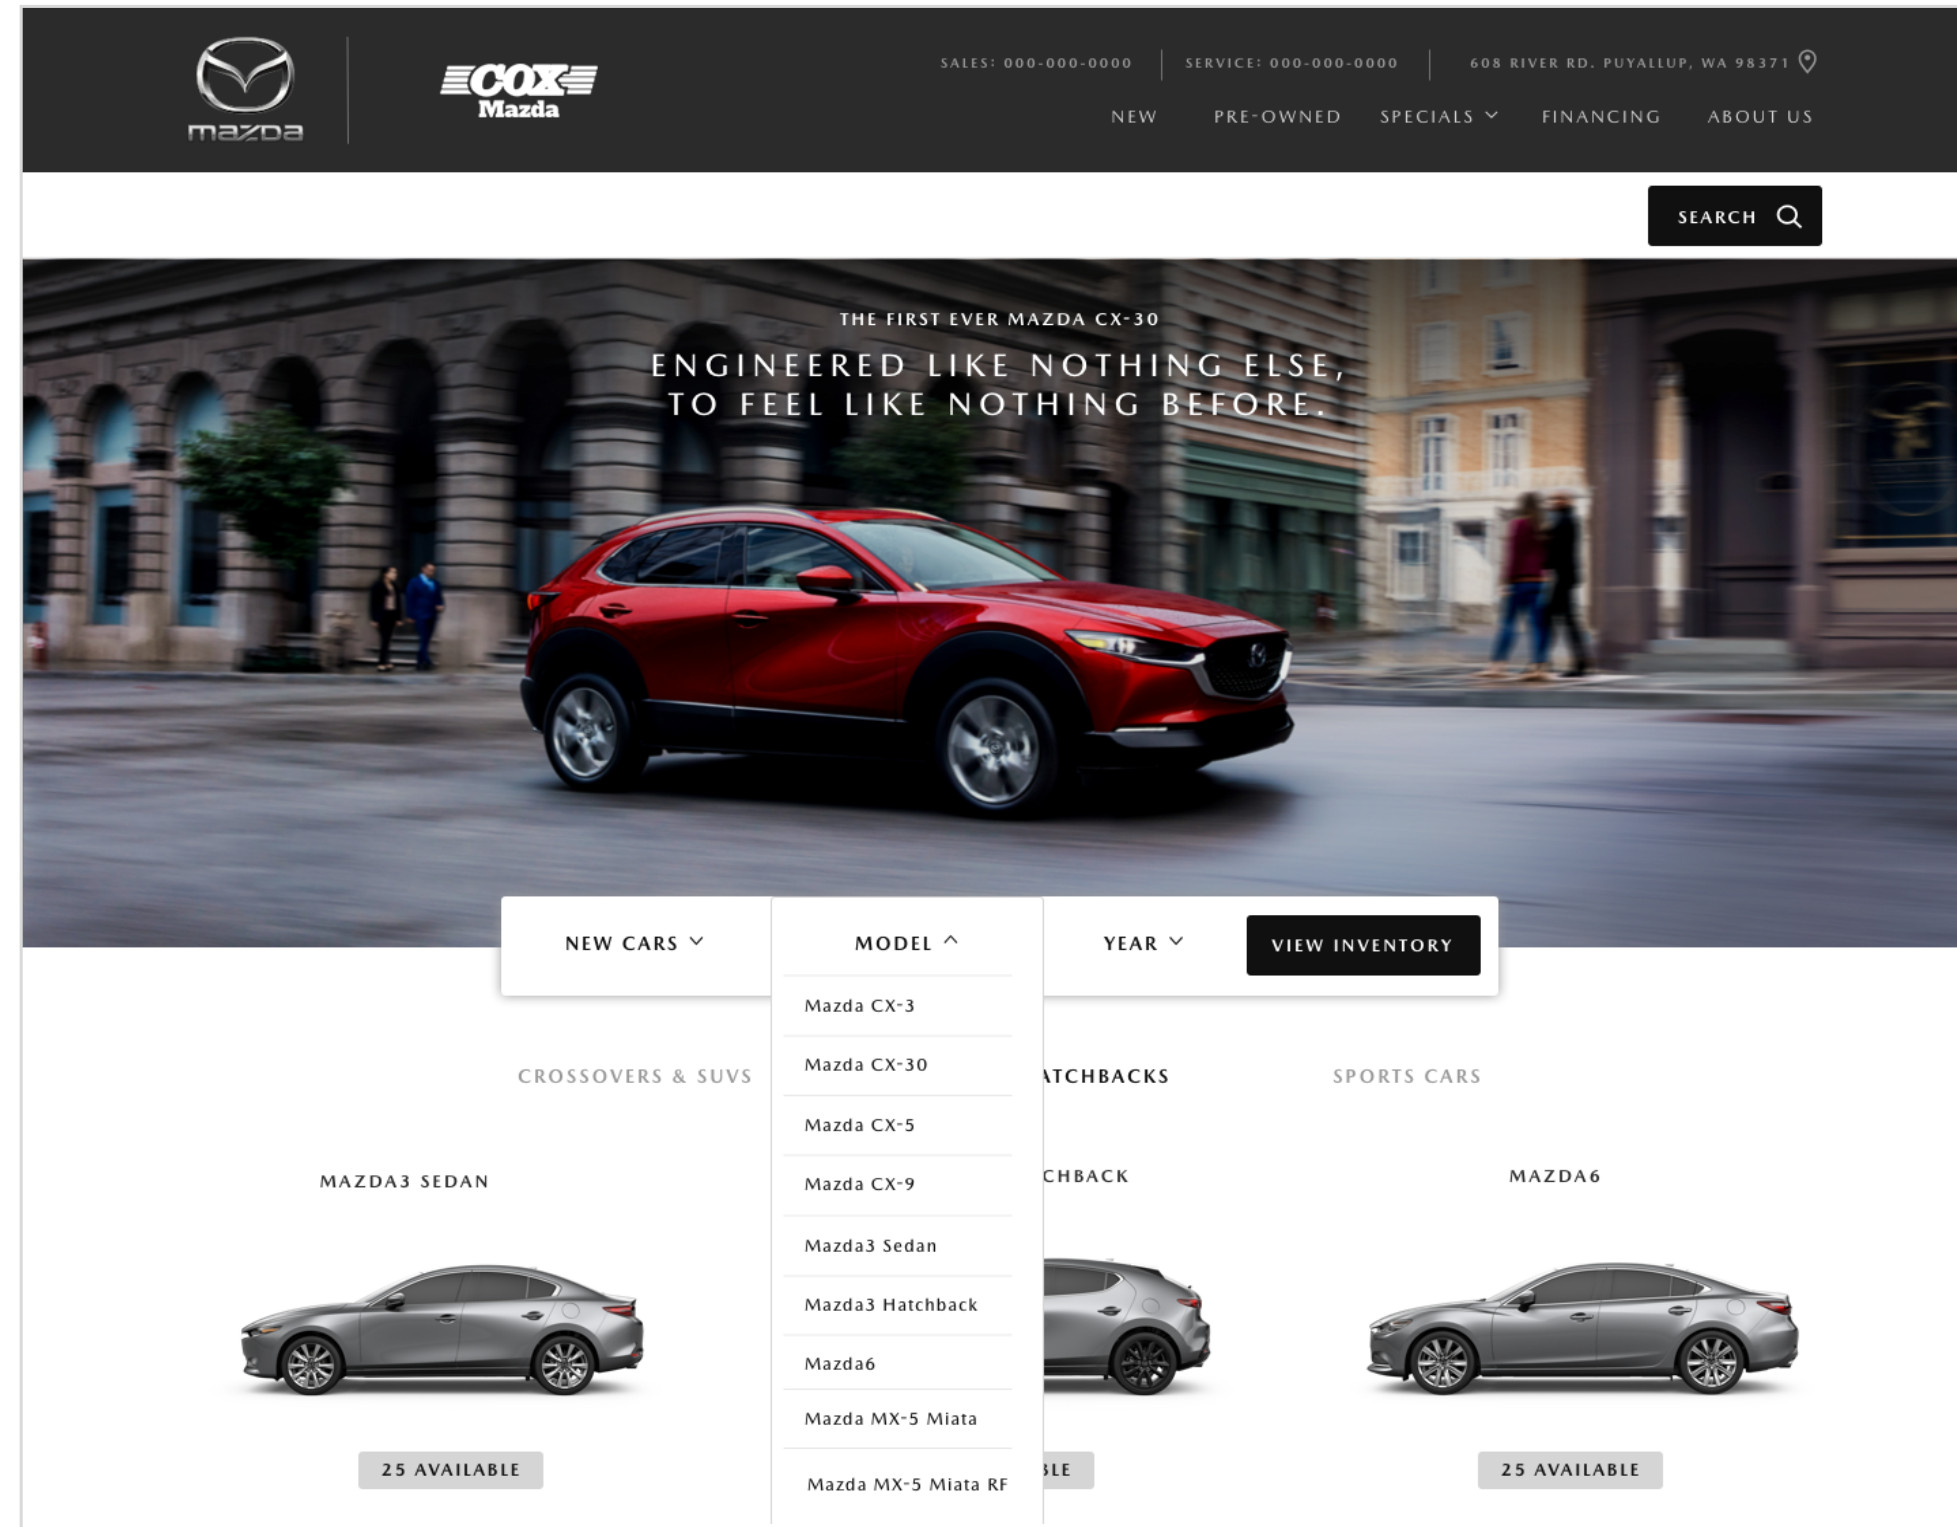 mazda
COX
Mazda
SALES: 000-000-0000
SERVICE: 000-000-0000
608 RIVER RD. PUYALLUP, WA 98371
NEW PRE-OWNED SPECIALS FINANCING ABOUT US
SEARCH
THE FIRST EVER MAZDA CX-30
ENGINEERED LIKE NOTHING ELSE,
TO FEEL LIKE NOTHING BEFORE.
NEW CARS MODEL YEAR VIEW INVENTORY
Mazda CX-3
Mazda CX-30
Mazda CX-5
Mazda CX-9
Mazda3 Sedan
Mazda3 Hatchback
Mazda6
Mazda MX-5 Miata
Mazda MX-5 Miata RF
CROSSOVERS & SUVS ATCHBACKS SPORTS CARS
MAZDA3 SEDAN CHBACK MAZDA6
25 AVAILABLE BLE 25 AVAILABLE